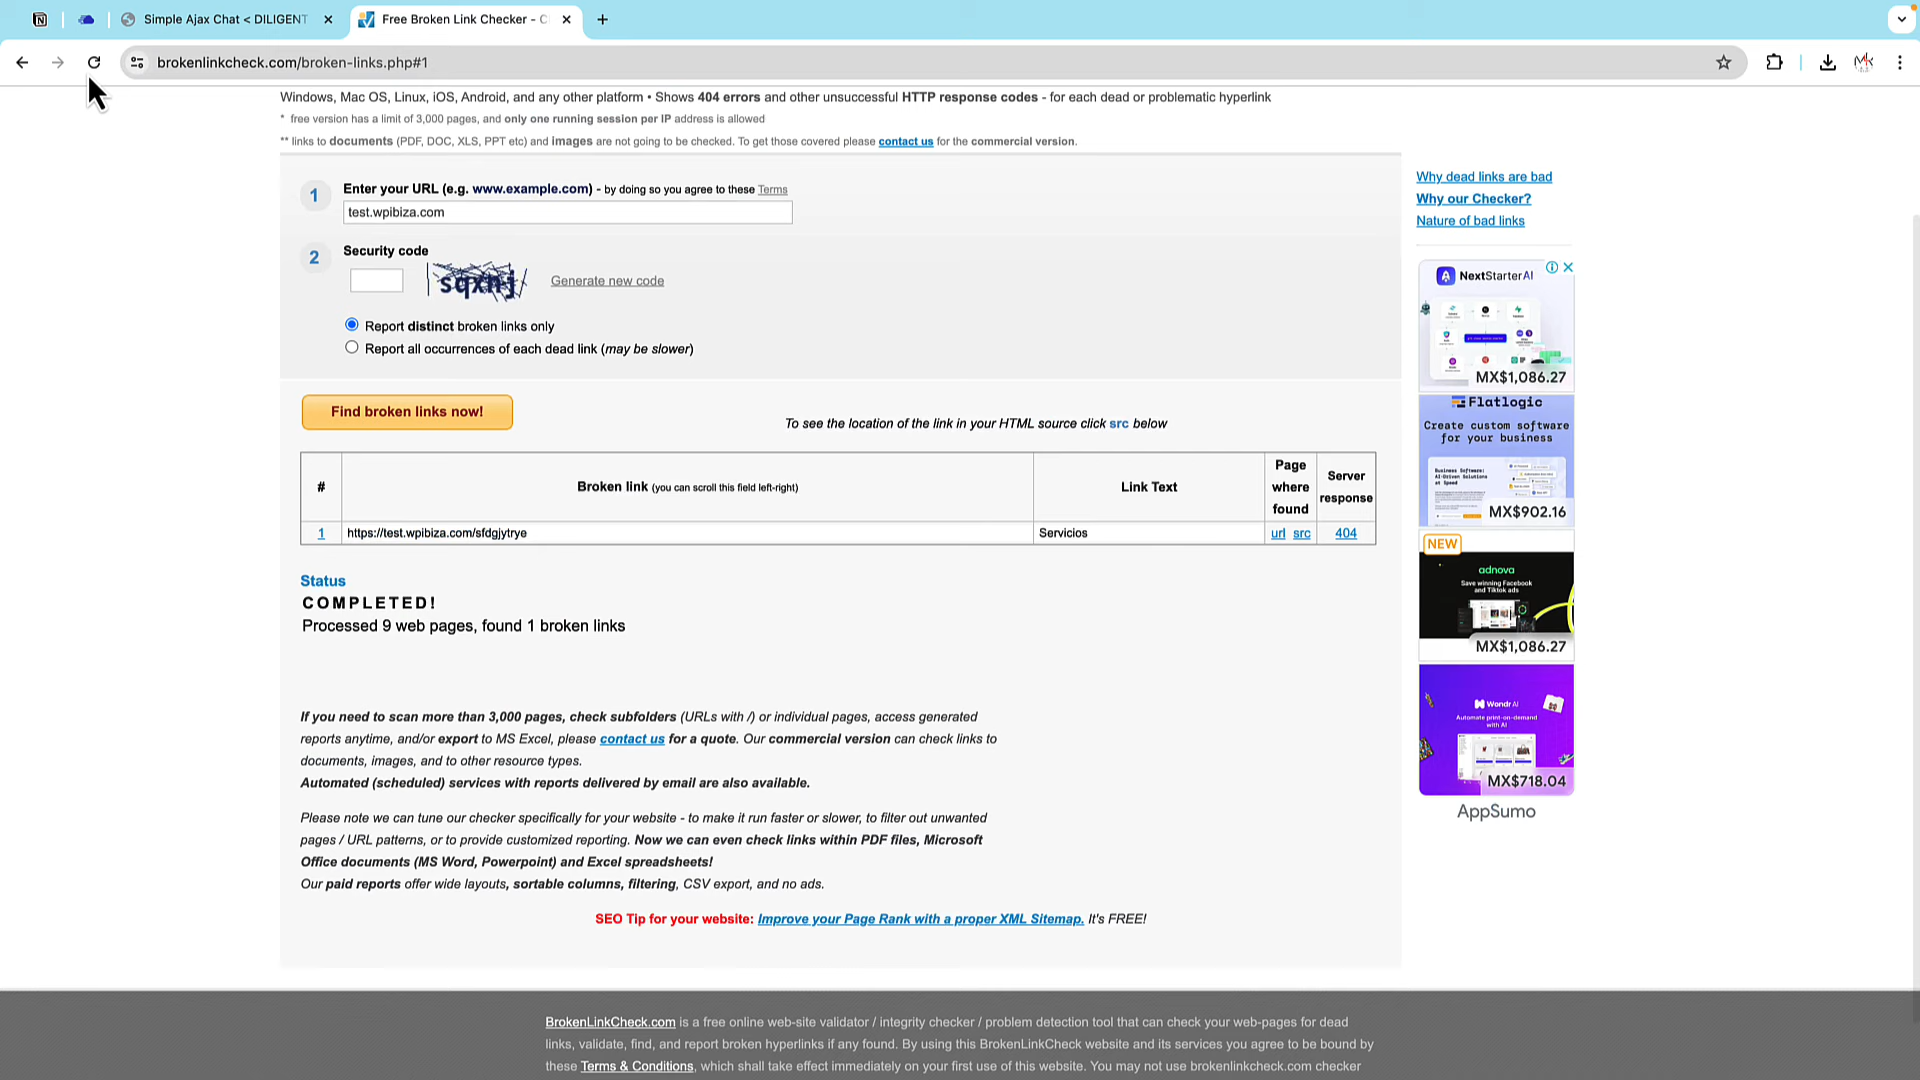 Simple Ajax Chat < DILIGENT
Free Broken Link Checker - C
brokenlinkcheck.com/broken-links.php#1
Windows, Mac OS, Linux, iOS, Android, and any other platform • Shows 404 errors and other unsuccessful HTTP response codes - for each dead or problematic hyperlink
* free version has a limit of 3,000 pages, and only one running session per IP address is allowed
** links to documents (PDF, DOC, XLS, PPT etc) and images are not going to be checked. To get those covered please contact us for the commercial version.
1
Enter your URL (e.g. www.example.com) - by doing so you agree to these Terms
test.wpibiza.com
2
Security code
Generate new code
Report distinct broken links only
Report all occurrences of each dead link (may be slower)
Find broken links now!
To see the location of the link in your HTML source click src below
# Broken link (you can scroll this field left-right) Link Text Page where found Server response
1 https://test.wpibiza.com/sfdgjytrye Servicios url src 404
Status
COMPLETED!
Processed 9 web pages, found 1 broken links
If you need to scan more than 3,000 pages, check subfolders (URLs with /) or individual pages, access generated
reports anytime, and/or export to MS Excel, please contact us for a quote. Our commercial version can check links to
documents, images, and to other resource types.
Automated (scheduled) services with reports delivered by email are also available.
Please note we can tune our checker specifically for your website - to make it run faster or slower, to filter out unwanted
pages / URL patterns, or to provide customized reporting. Now we can even check links within PDF files, Microsoft
Office documents (MS Word, Powerpoint) and Excel spreadsheets!
Our paid reports offer wide layouts, sortable columns, filtering, CSV export, and no ads.
SEO Tip for your website: Improve your Page Rank with a proper XML Sitemap. It's FREE!
Why dead links are bad
Why our Checker?
Nature of bad links
NextStarterAI
MX$1,086.27
Flatlogic
Create custom software
for your business
MX$902.16
NEW
adnova
Save winning Facebook
and Tiktok ads
MX$1,086.27
Wondr AI
Automate print-on-demand
with AI
MX$718.04
AppSumo
BrokenLinkCheck.com is a free online web-site validator / integrity checker / problem detection tool that can check your web-pages for dead
links, validate, find, and report broken hyperlinks if any found. By using this BrokenLinkCheck website and its services you agree to be bound by
these Terms & Conditions, which shall take effect immediately on your first use of this website. You may not use brokenlinkcheck.com checker